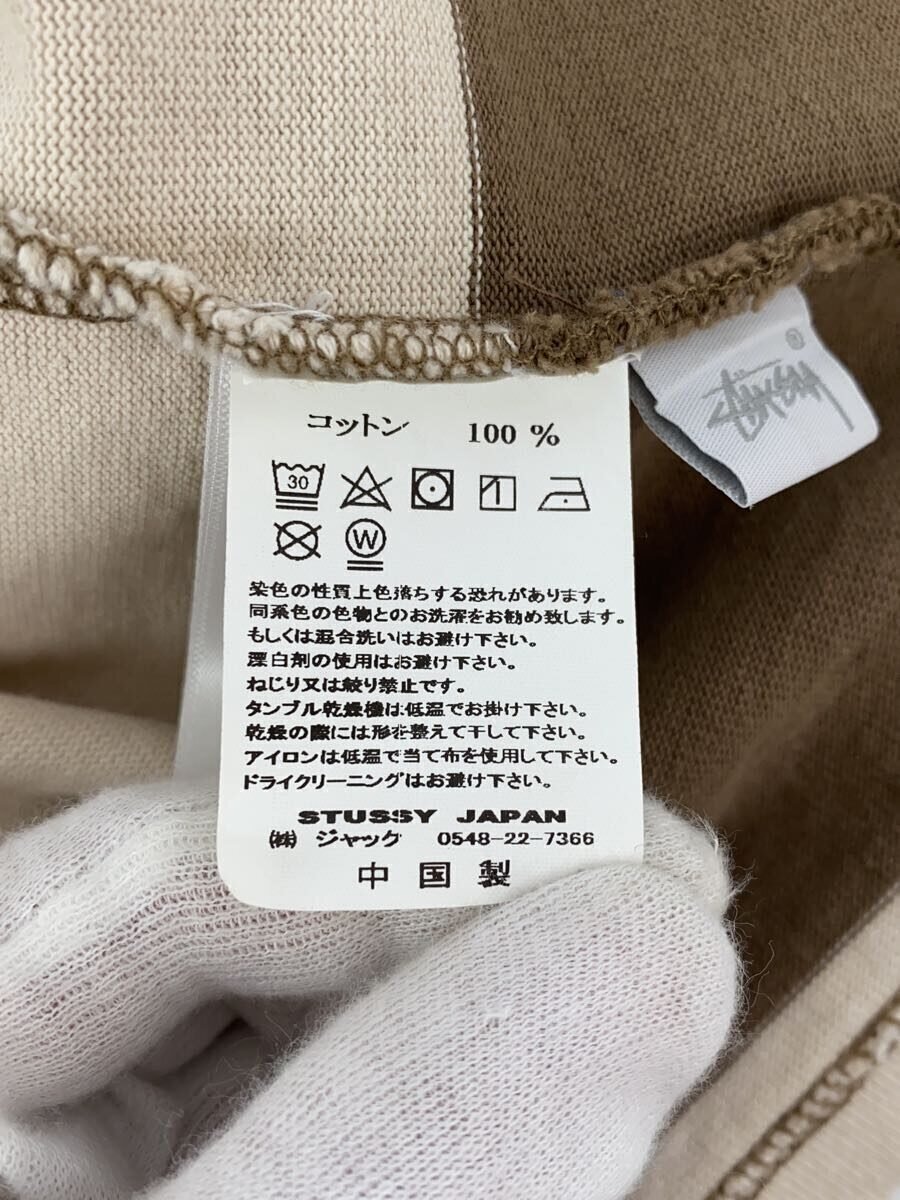 コットン 100 %
30
W
染色の性質上色落ちする恐れがあります。
同系色の色物とのお洗濯をお勧め致します。
もしくは混合洗いはお避け下さい。
漂白剤の使用はお避け下さい。
ねじり又は絞り禁止です。
タンブル乾燥機は低温でお掛け下さい。
乾燥の際には形を整えて干して下さい。
アイロンは低温で当て布を使用して下さい。
ドライクリーニングはお避け下さい。
STUSSY JAPAN
㈱ ジャック 0548-22-7366
中国製
STÜSSY ®